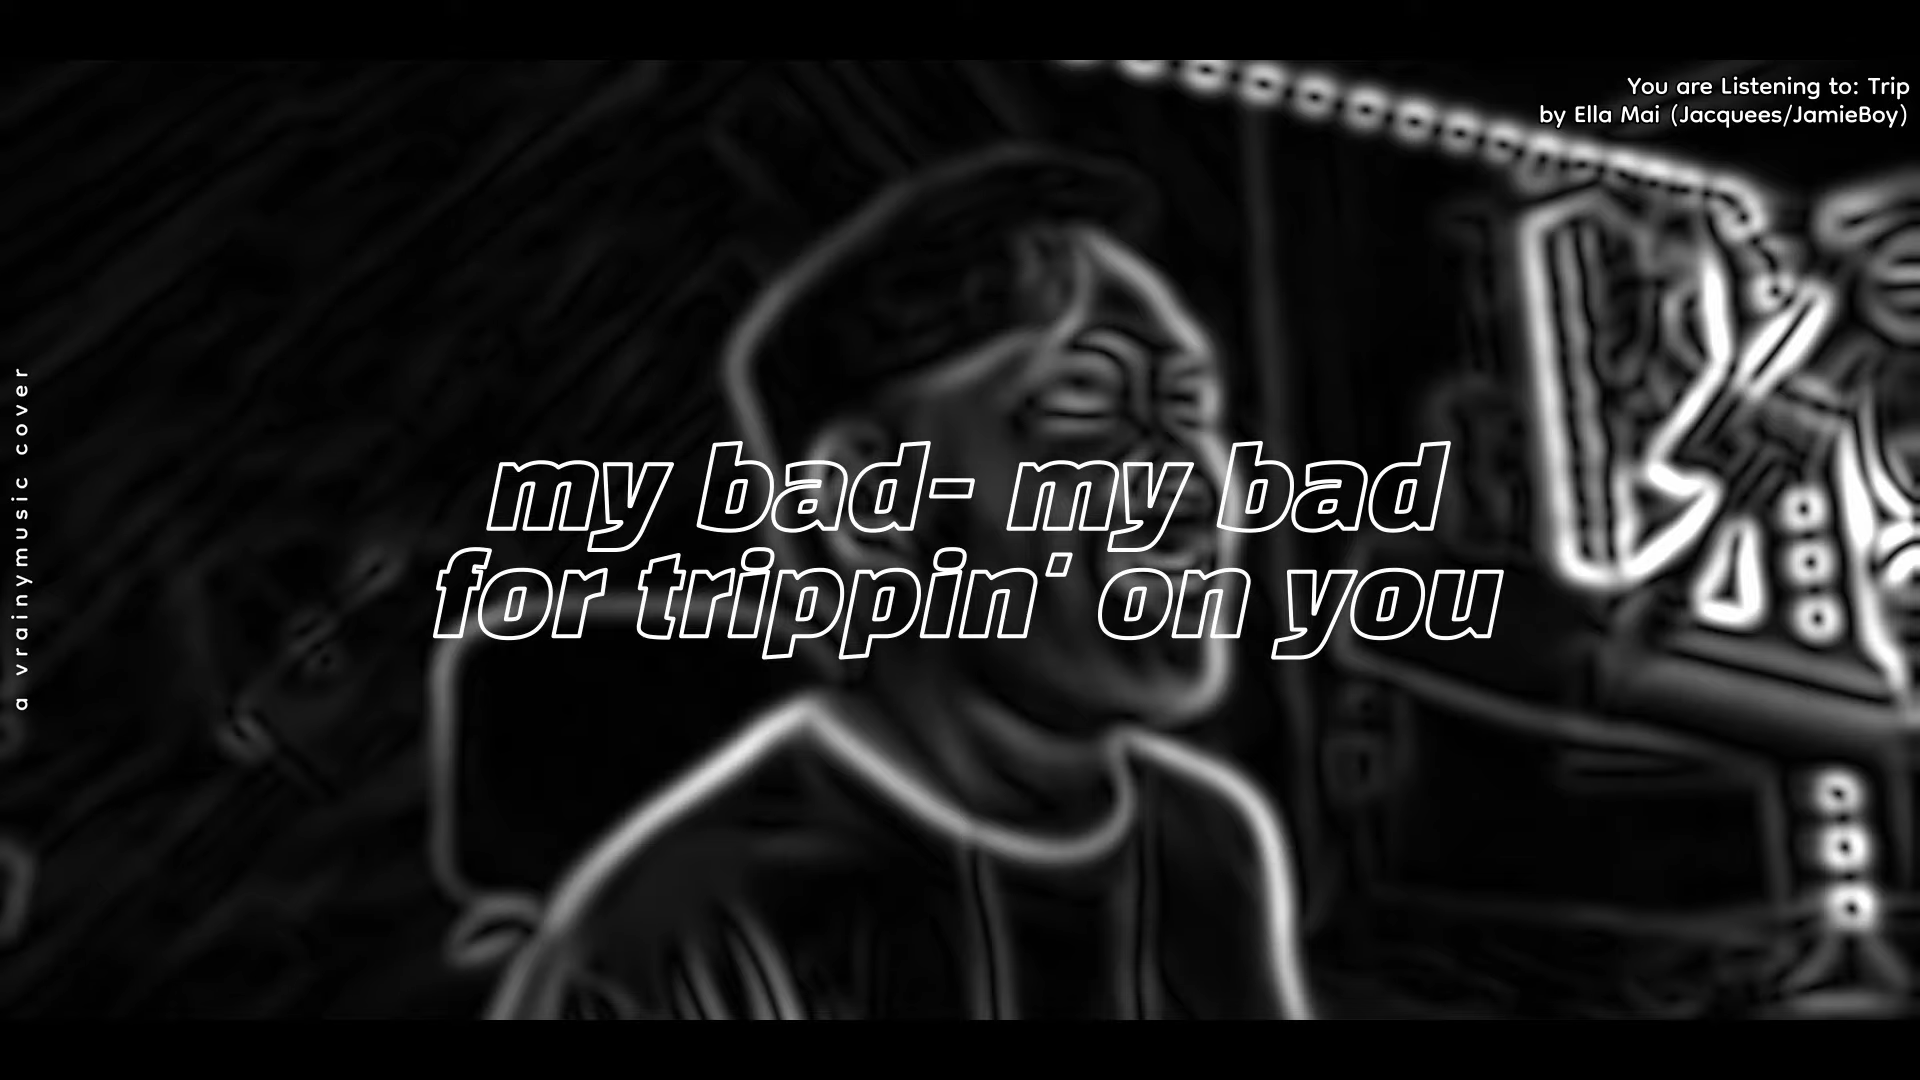 You are Listening to: Trip
by Ella Mai (Jacquees/JamieBoy)
my bad- my bad
for trippin' on you
a vrainymusic cover